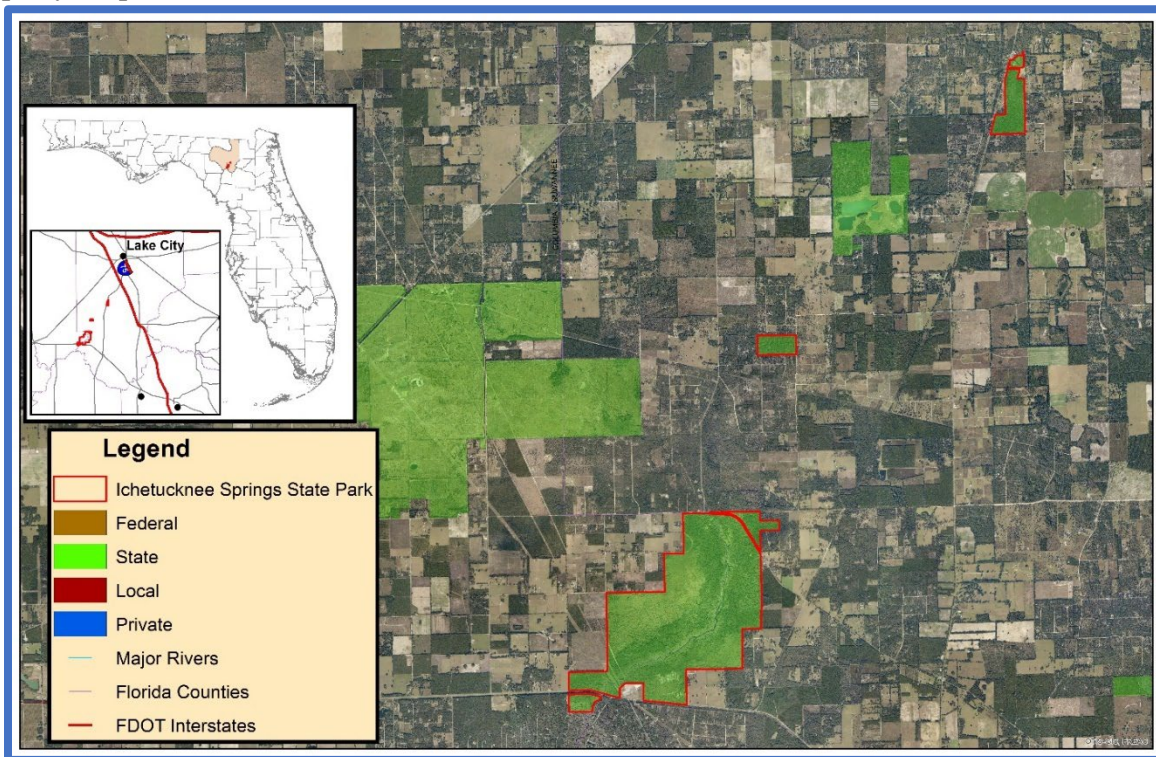 Lake City
Legend
Ichetucknee Springs State Park
Federal
State
Local
Private
Major Rivers
Florida Counties
FDOT Interstates